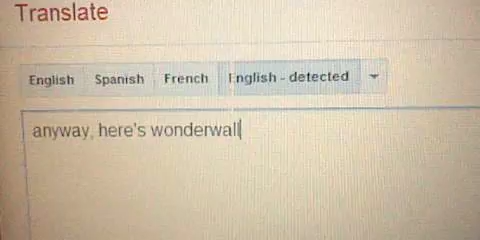 Translate
English Spanish French English - detected
anyway, here's wonderwall